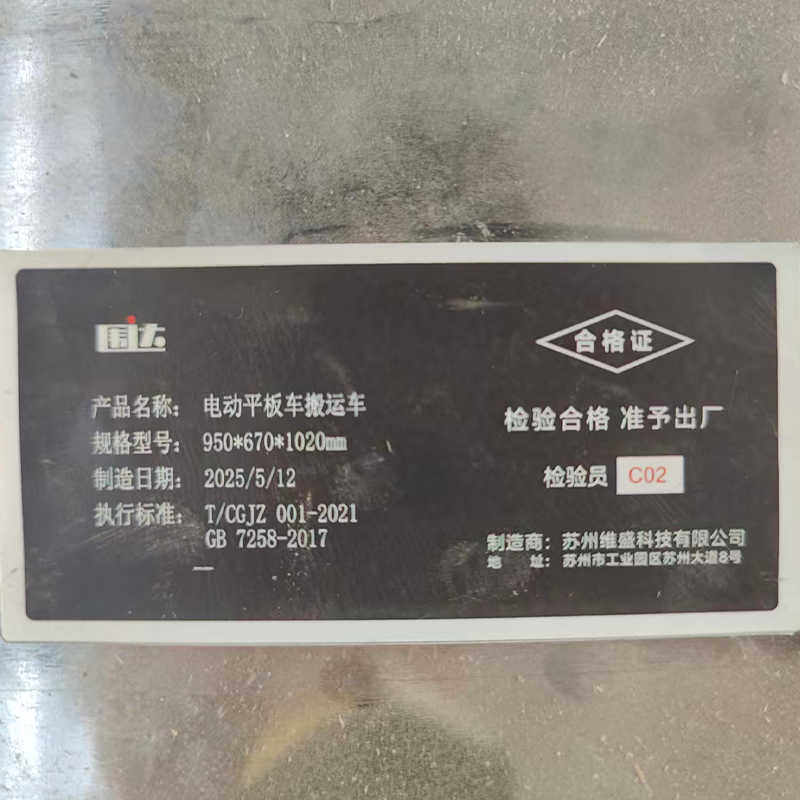 围达
产品名称：电动平板车搬运车
规格型号：950*670*1020mm
制造日期：2025/5/12
执行标准：T/CGJZ 001-2021
GB 7258-2017
合格证
检验合格 准予出厂
检验员 C02
制造商：苏州维盛科技有限公司
地 址：苏州市工业园区苏州大道8号